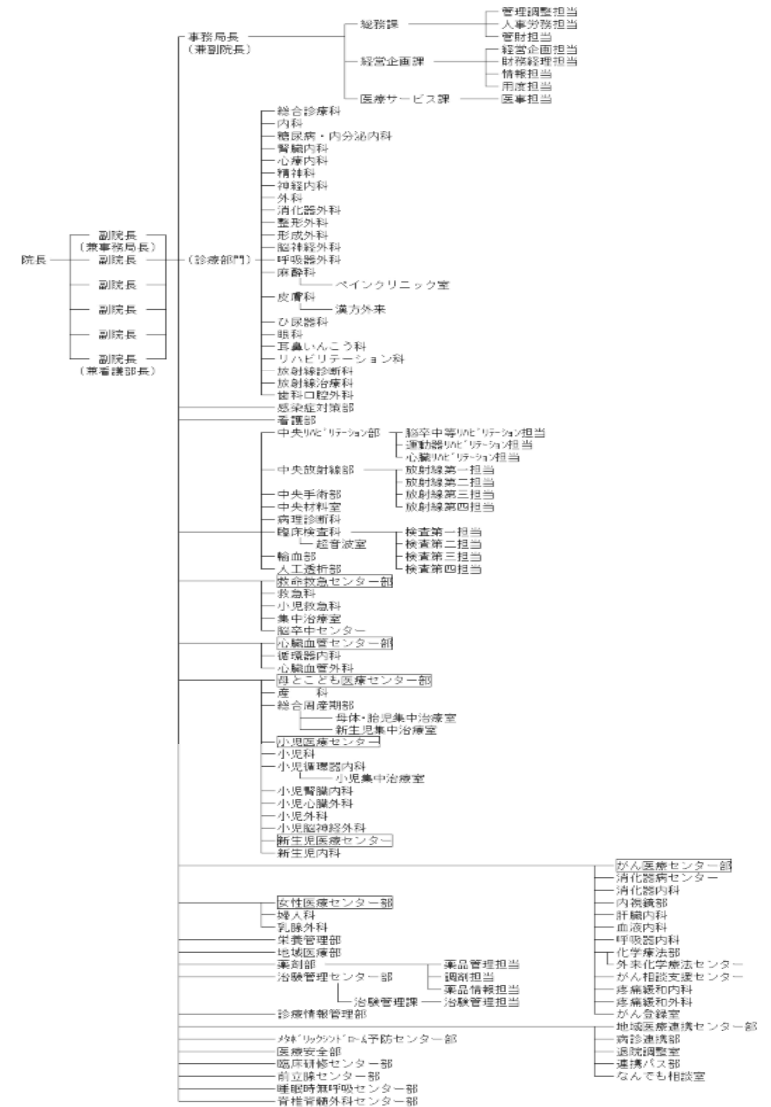 管理調整担当
総務課 人事労務担当
事務局長 管財担当
(兼副院長) 経営企画担当
経営企画課 財務経理担当
情報担当
用度担当
医療サービス課 医事担当
総合診療科
内科
糖尿病・内分泌内科
腎臓内科
心療内科
精神科
神経内科
外科
消化器外科
整形外科
副院長 形成外科
(兼事務局長) 脳神経外科
院長 副院長 (診療部門) 呼吸器外科
麻酔科
副院長 ペインクリニック室
皮膚科
副院長 漢方外来
ひ尿器科
副院長 眼科
耳鼻いんこう科
副院長 リハビリテーション科
(兼看護部長) 放射線診断科
放射線治療科
歯科口腔外科
感染症対策部
看護部
中央リハビリテーション部 脳卒中等リハビリテーション担当
運動器リハビリテーション担当
心臓リハビリテーション担当
中央放射線部 放射線第一担当
放射線第二担当
中央手術部 放射線第三担当
中央材料室 放射線第四担当
病理診断科
臨床検査科 検査第一担当
超音波室 検査第二担当
輸血部 検査第三担当
人工透析部 検査第四担当
救命救急センター部
救急科
小児救急科
集中治療室
脳卒中センター
心臓血管センター部
循環器内科
心臓血管外科
母とこども医療センター部
産 科
総合周産期部
母体・胎児集中治療室
新生児集中治療室
小児医療センター
小児科
小児循環器内科
小児集中治療室
小児腎臓内科
小児心臓外科
小児外科
小児脳神経外科
新生児医療センター
新生児内科
がん医療センター部
消化器病センター
消化器内科
女性医療センター部 内視鏡部
婦人科 肝臓内科
乳腺外科 血液内科
栄養管理部 呼吸器内科
地域医療部 化学療法部
薬剤部 薬品管理担当 外来化学療法センター
治験管理センター部 調剤担当 がん相談支援センター
薬品情報担当 疼痛緩和内科
治験管理課 治験管理担当 疼痛緩和外科
診療情報管理部 がん登録室
地域医療連携センター部
メタボリックシンドローム予防センター部 病診連携部
医療安全部 退院調整室
臨床研修センター部 連携パス部
前立腺センター部 なんでも相談室
睡眠時無呼吸センター部
脊椎脊髄外科センター部